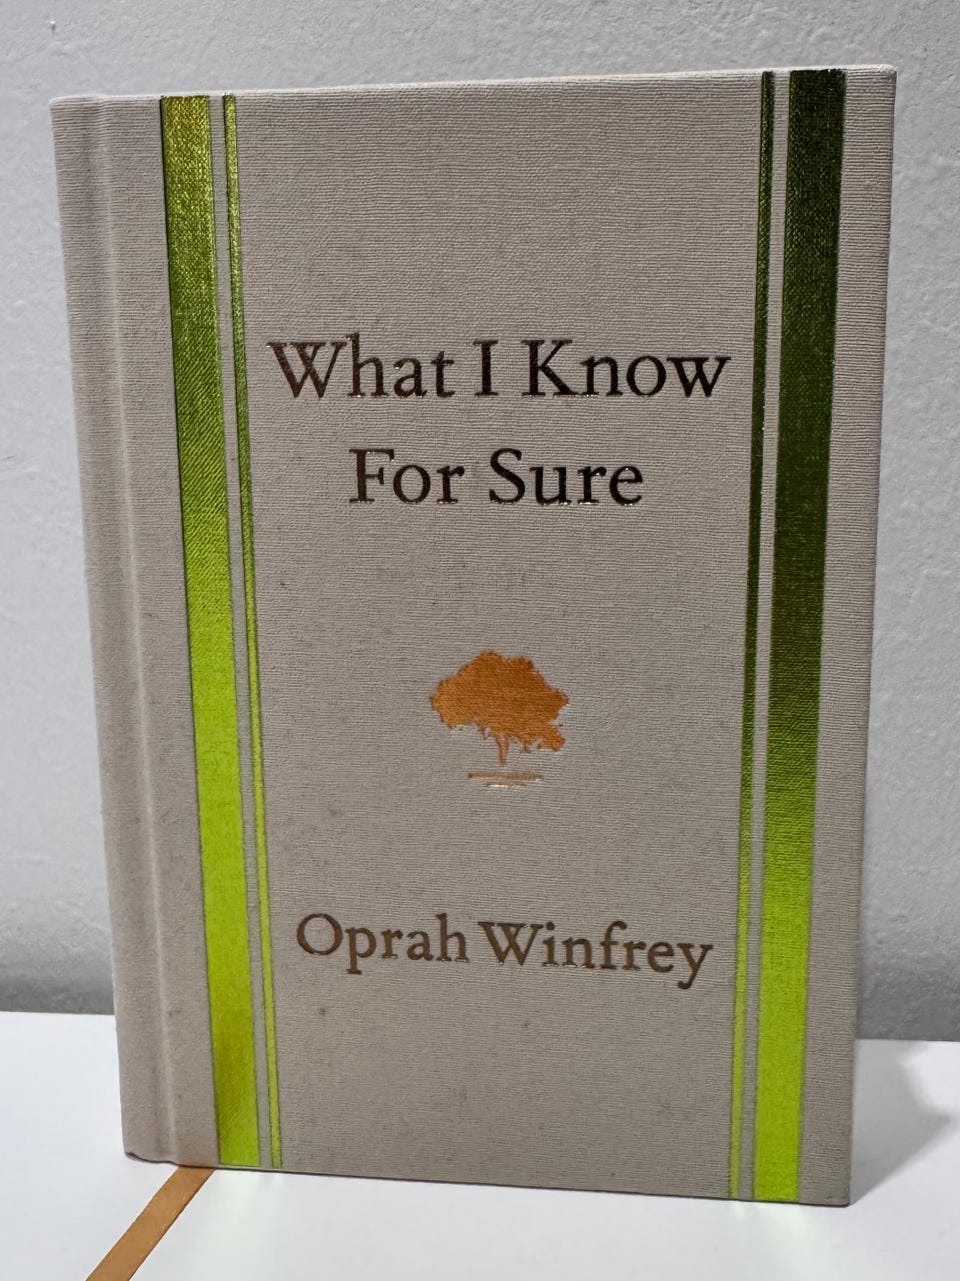 What I Know
For Sure
Oprah Winfrey